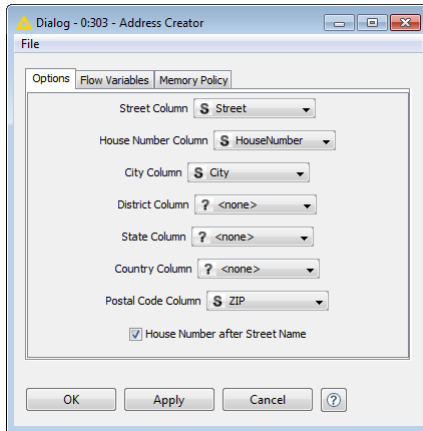 Dialog - 0:303 - Address Creator
File
Options Flow Variables Memory Policy
Street Column S Street
House Number Column S HouseNumber
City Column S City
District Column ? <none>
State Column ? <none>
Country Column ? <none>
Postal Code Column S ZIP
House Number after Street Name
OK Apply Cancel ?